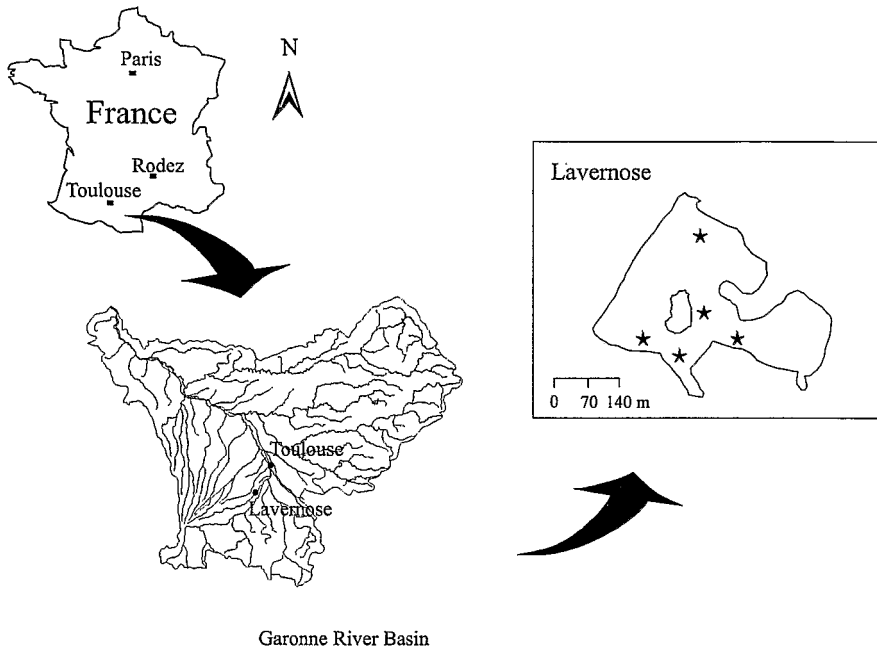 Paris
N
France
Rodez
Toulouse
Lavernose
0 70 140 m
Toulouse
Lavernose
Garonne River Basin